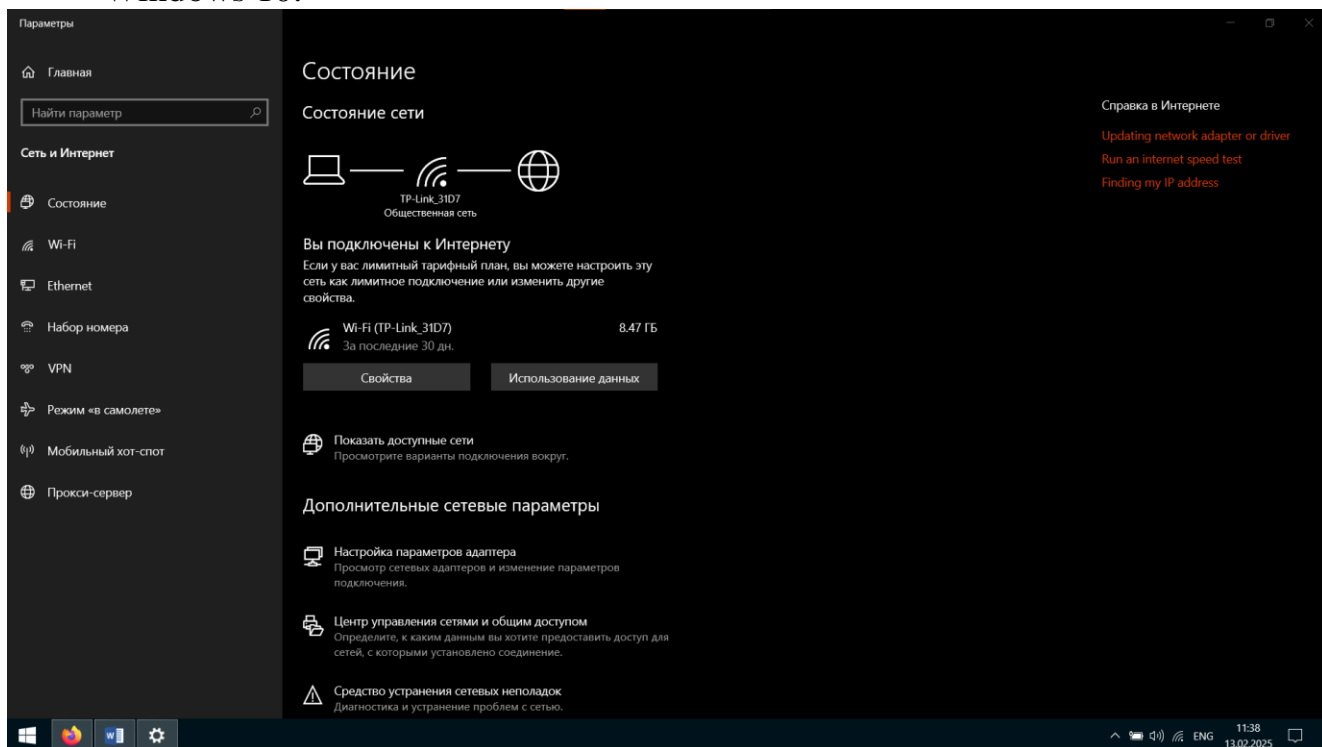 Windows 10.
Параметры
Главная
Найти параметр
Сеть и Интернет
Состояние
Wi-Fi
Ethernet
Набор номера
VPN
Режим «в самолете»
Мобильный хот-спот
Прокси-сервер
Состояние
Состояние сети
TP-Link_31D7
Общественная сеть
Вы подключены к Интернету
Если у вас лимитный тарифный план, вы можете настроить эту
сеть как лимитное подключение или изменить другие
свойства.
Wi-Fi (TP-Link_31D7) 8.47 ГБ
За последние 30 дн.
Свойства Использование данных
Показать доступные сети
Просмотрите варианты подключения вокруг.
Дополнительные сетевые параметры
Настройка параметров адаптера
Просмотр сетевых адаптеров и изменение параметров
подключения.
Центр управления сетями и общим доступом
Определите, к каким данным вы хотите предоставить доступ для
сетей, с которыми установлено соединение.
Средство устранения сетевых неполадок
Диагностика и устранение проблем с сетью.
Справка в Интернете
Updating network adapter or driver
Run an internet speed test
Finding my IP address
W
ENG
11:38
13.02.2025